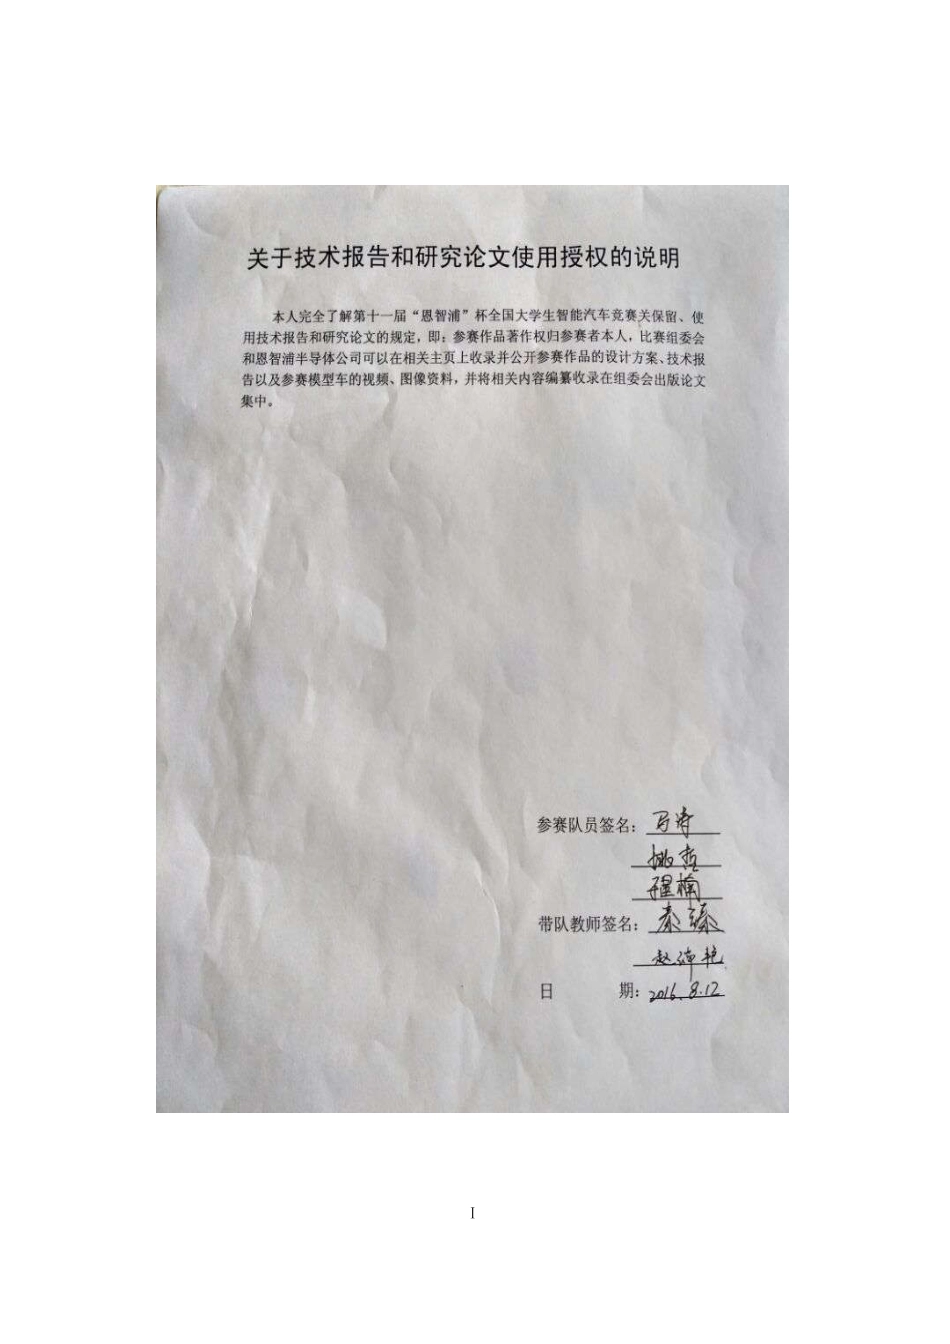 关于技术报告和研究论文使用授权的说明
本人完全了解第十一届“恩智浦”杯全国大学生智能汽车竞赛关保留、使
用技术报告和研究论文的规定，即：参赛作品著作权归参赛者本人，比赛组委会
和恩智浦半导体公司可以在相关主页上收录并公开参赛作品的设计方案、技术报
告以及参赛模型车的视频、图像资料，并将相关内容编纂收录在组委会出版论文
集中。
参赛队员签名：
姚哲
带队教师签名：
日 期：2016.8.12
I